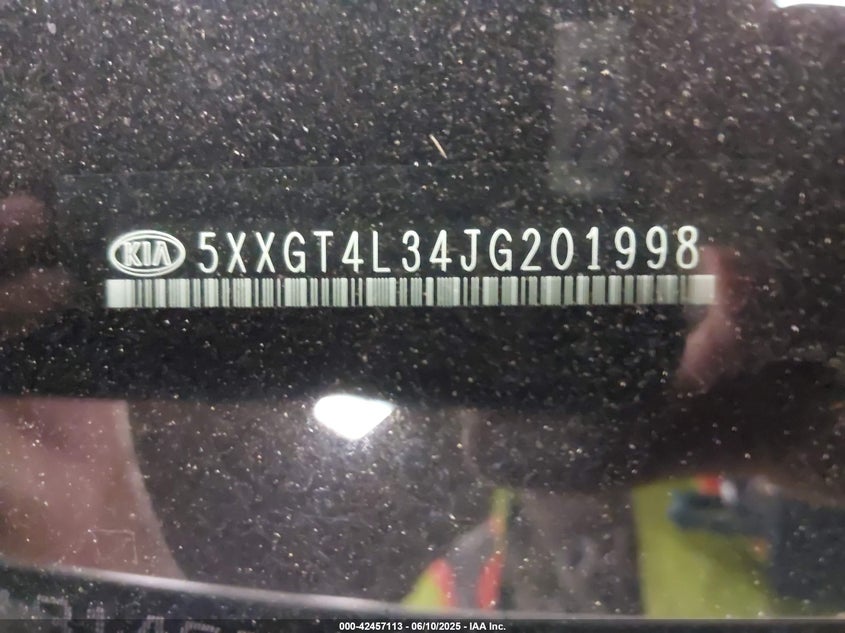 KIA 5XXGT4L34JG201998
000-42457113 - 06/10/2025 - IAA Inc.